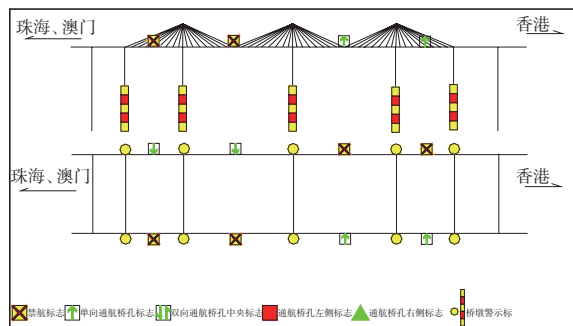 珠海、澳门
香港
珠海、澳门
香港
禁航标志 单向通航桥孔标志 双向通航桥孔中央标志 通航桥孔左侧标志 通航桥孔右侧标志 桥墩警示标